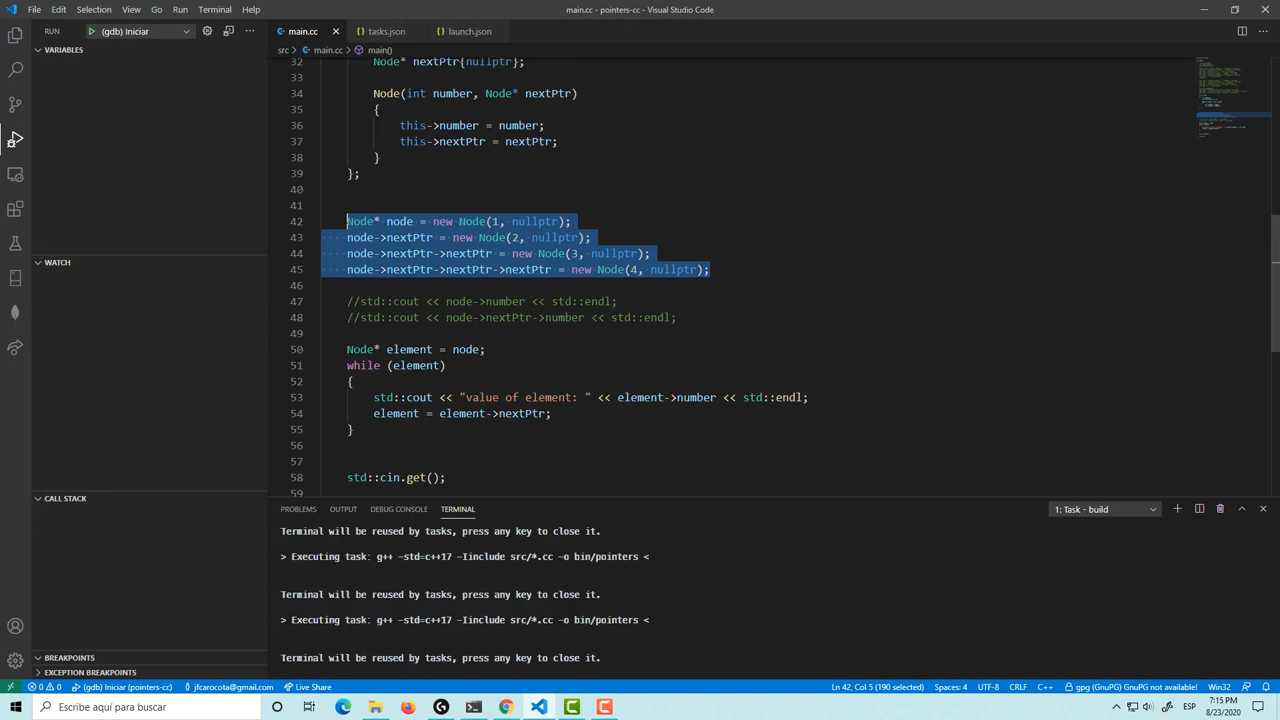 File Edit Selection View Go Run Terminal Help
main.cc - pointers-cc - Visual Studio Code
RUN (gdb) Iniciar
main.cc tasks.json launch.json
src > main.cc > main()
VARIABLES
WATCH
CALL STACK
BREAKPOINTS
EXCEPTION BREAKPOINTS
32 Node* nextPtr{nullptr};
33
34 Node(int number, Node* nextPtr)
35 {
36 this->number = number;
37 this->nextPtr = nextPtr;
38 }
39 };
40
41
42 Node* node = new Node(1, nullptr);
43 node->nextPtr = new Node(2, nullptr);
44 node->nextPtr->nextPtr = new Node(3, nullptr);
45 node->nextPtr->nextPtr->nextPtr = new Node(4, nullptr);
46
47 //std::cout << node->number << std::endl;
48 //std::cout << node->nextPtr->number << std::endl;
49
50 Node* element = node;
51 while (element)
52 {
53 std::cout << "value of element: " << element->number << std::endl;
54 element = element->nextPtr;
55 }
56
57
58 std::cin.get();
59
PROBLEMS OUTPUT DEBUG CONSOLE TERMINAL
1: Task - build
Terminal will be reused by tasks, press any key to close it.
> Executing task: g++ -std=c++17 -Iinclude src/*.cc -o bin/pointers <
Terminal will be reused by tasks, press any key to close it.
> Executing task: g++ -std=c++17 -Iinclude src/*.cc -o bin/pointers <
Terminal will be reused by tasks, press any key to close it.
0 0 (gdb) Iniciar (pointers-cc) jfcarocota@gmail.com Live Share
Ln 42, Col 5 (190 selected) Spaces: 4 UTF-8 CRLF C++ gpg (GnuPG) GnuPG not available! Win32
Escribe aquí para buscar
ESP
7:15 PM
8/23/2020